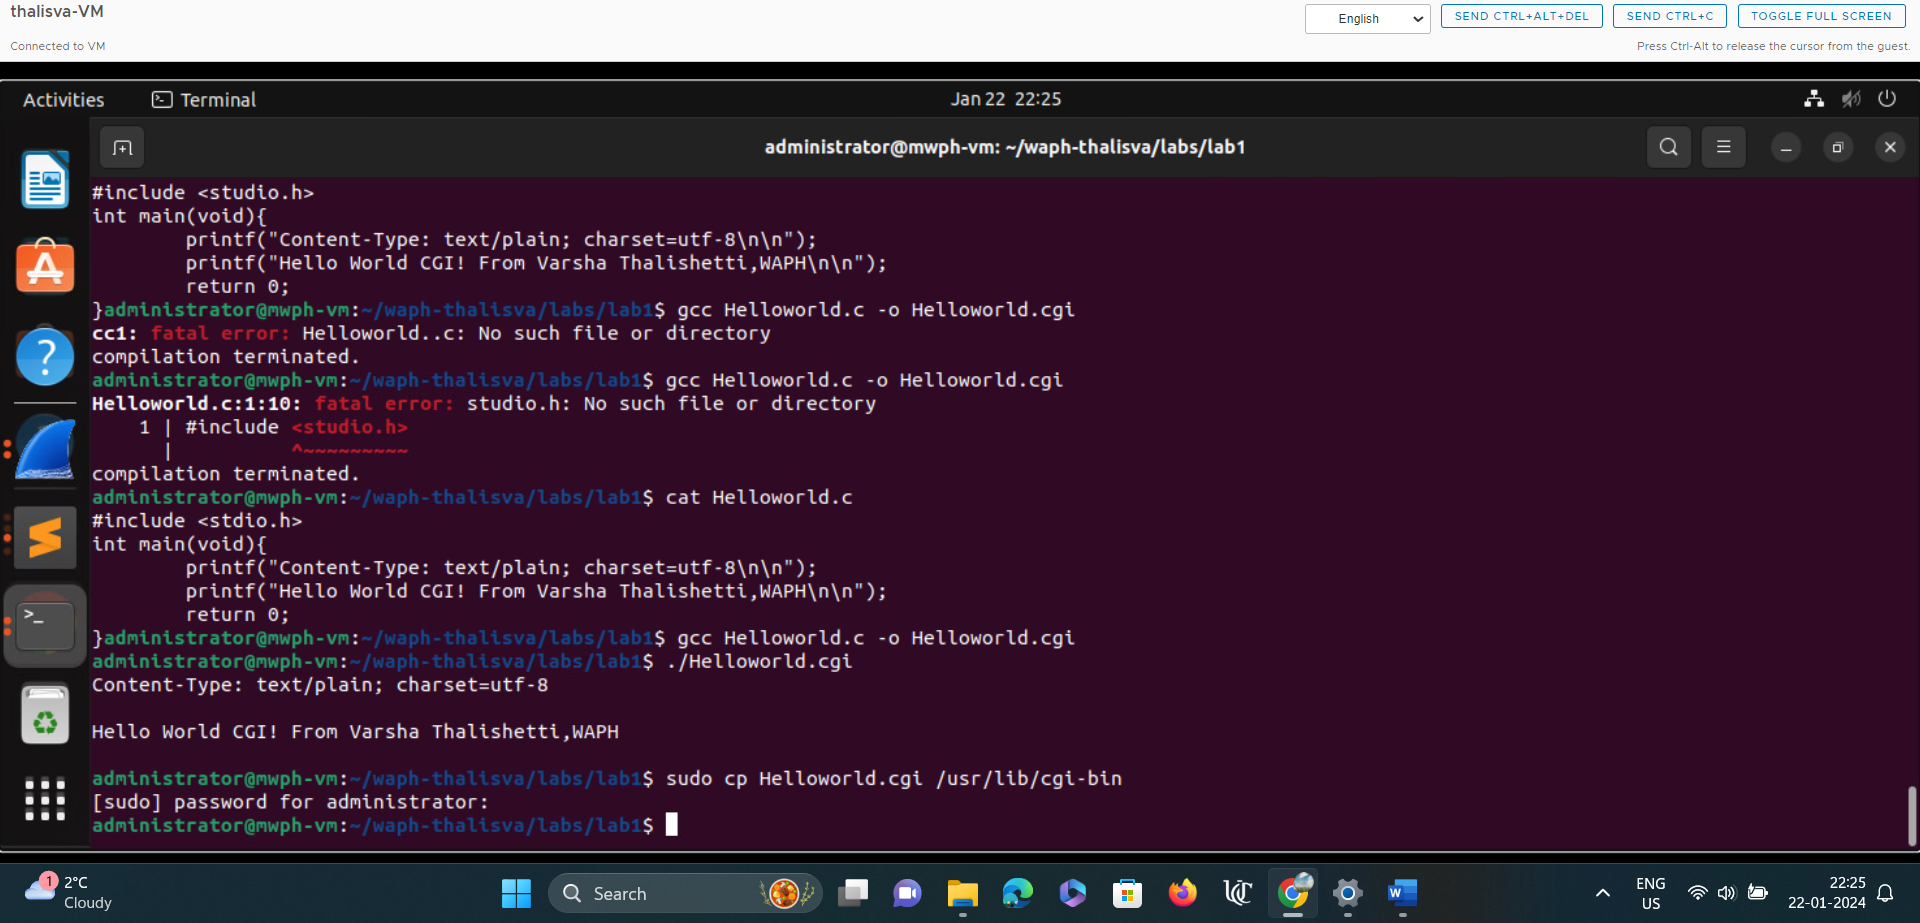 thalisva-VM
English
SEND CTRL+ALT+DEL
SEND CTRL+C
TOGGLE FULL SCREEN
Connected to VM
Press Ctrl-Alt to release the cursor from the guest.
Activities
Terminal
Jan 22 22:25
administrator@mwph-vm: ~/waph-thalisva/labs/lab1
#include <studio.h>
int main(void){
        printf("Content-Type: text/plain; charset=utf-8\n\n");
        printf("Hello World CGI! From Varsha Thalishetti,WAPH\n\n");
        return 0;
}administrator@mwph-vm:~/waph-thalisva/labs/lab1$ gcc Helloworld.c -o Helloworld.cgi
cc1: fatal error: Helloworld..c: No such file or directory
compilation terminated.
administrator@mwph-vm:~/waph-thalisva/labs/lab1$ gcc Helloworld.c -o Helloworld.cgi
Helloworld.c:1:10: fatal error: studio.h: No such file or directory
    1 | #include <studio.h>
      |          ^~~~~~~~~~
compilation terminated.
administrator@mwph-vm:~/waph-thalisva/labs/lab1$ cat Helloworld.c
#include <stdio.h>
int main(void){
        printf("Content-Type: text/plain; charset=utf-8\n\n");
        printf("Hello World CGI! From Varsha Thalishetti,WAPH\n\n");
        return 0;
}administrator@mwph-vm:~/waph-thalisva/labs/lab1$ gcc Helloworld.c -o Helloworld.cgi
administrator@mwph-vm:~/waph-thalisva/labs/lab1$ ./Helloworld.cgi
Content-Type: text/plain; charset=utf-8

Hello World CGI! From Varsha Thalishetti,WAPH

administrator@mwph-vm:~/waph-thalisva/labs/lab1$ sudo cp Helloworld.cgi /usr/lib/cgi-bin
[sudo] password for administrator:
administrator@mwph-vm:~/waph-thalisva/labs/lab1$
1
2°C
Cloudy
Search
ENG
US
22:25
22-01-2024